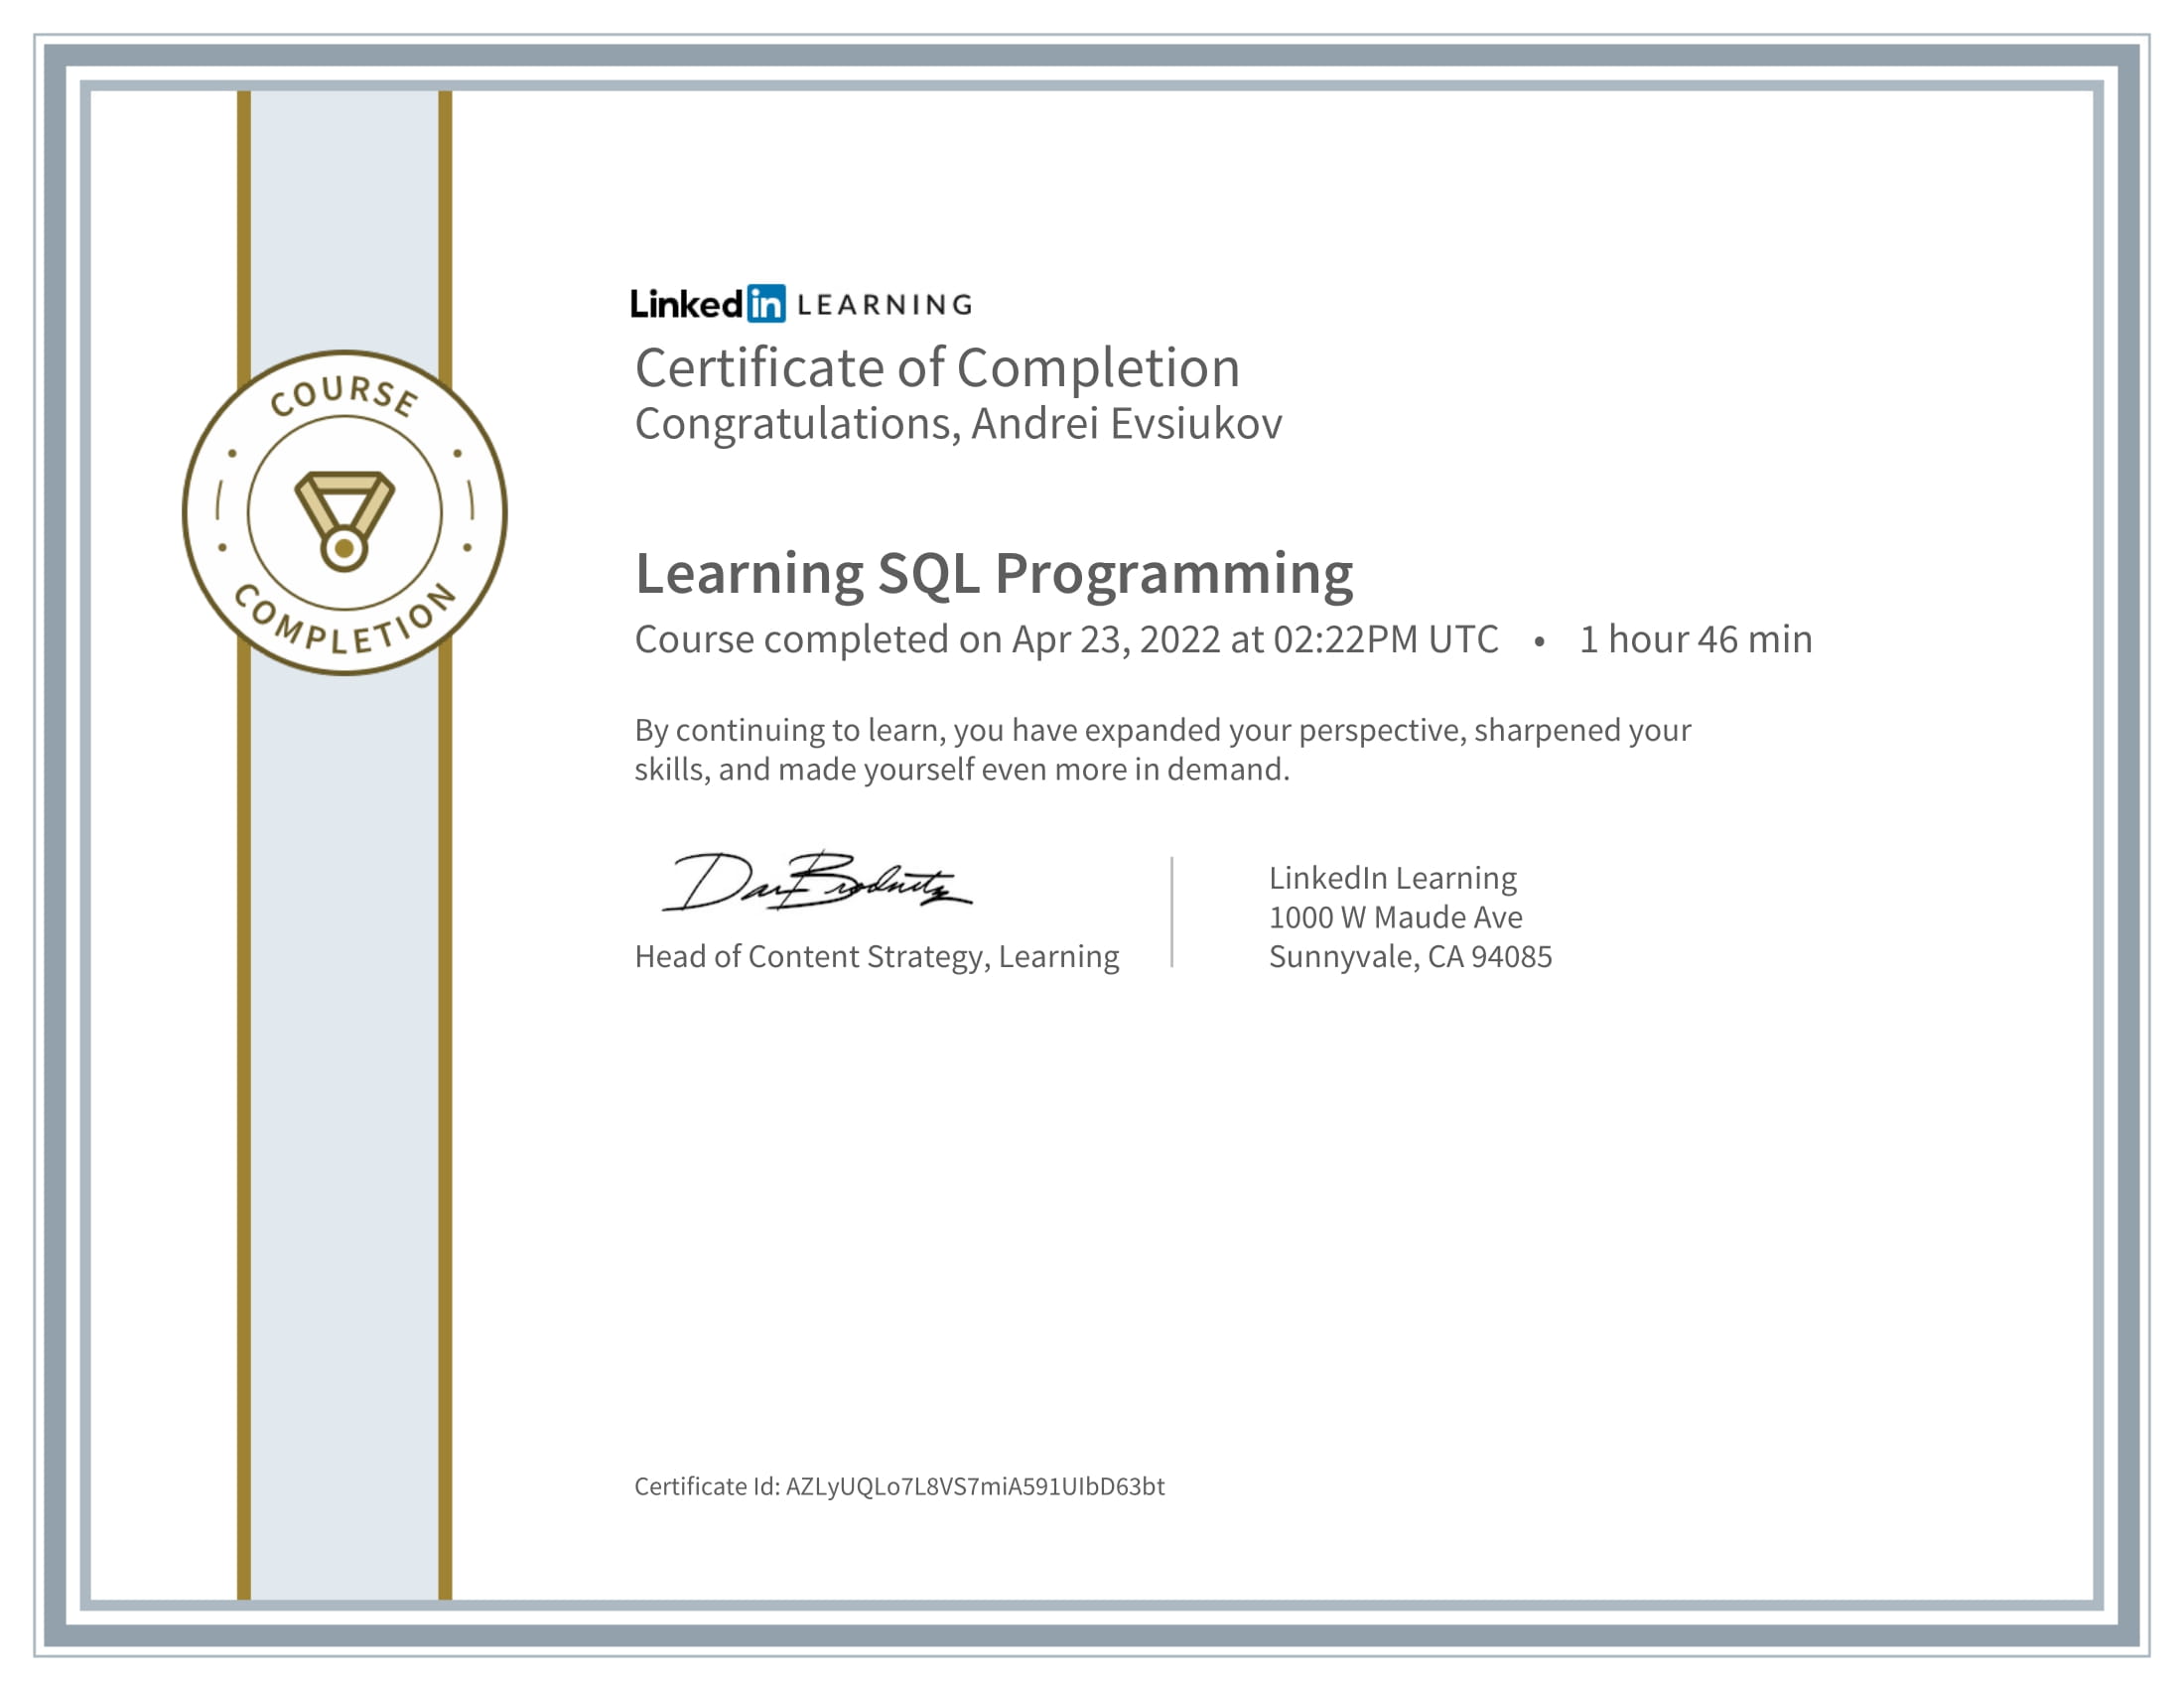 COURSE
COMPLETION
Linked in LEARNING
Certificate of Completion
Congratulations, Andrei Evsiukov
Learning SQL Programming
Course completed on Apr 23, 2022 at 02:22PM UTC • 1 hour 46 min
By continuing to learn, you have expanded your perspective, sharpened your
skills, and made yourself even more in demand.
Head of Content Strategy, Learning
LinkedIn Learning
1000 W Maude Ave
Sunnyvale, CA 94085
Certificate Id: AZLyUQLo7L8VS7miA591UIbD63bt